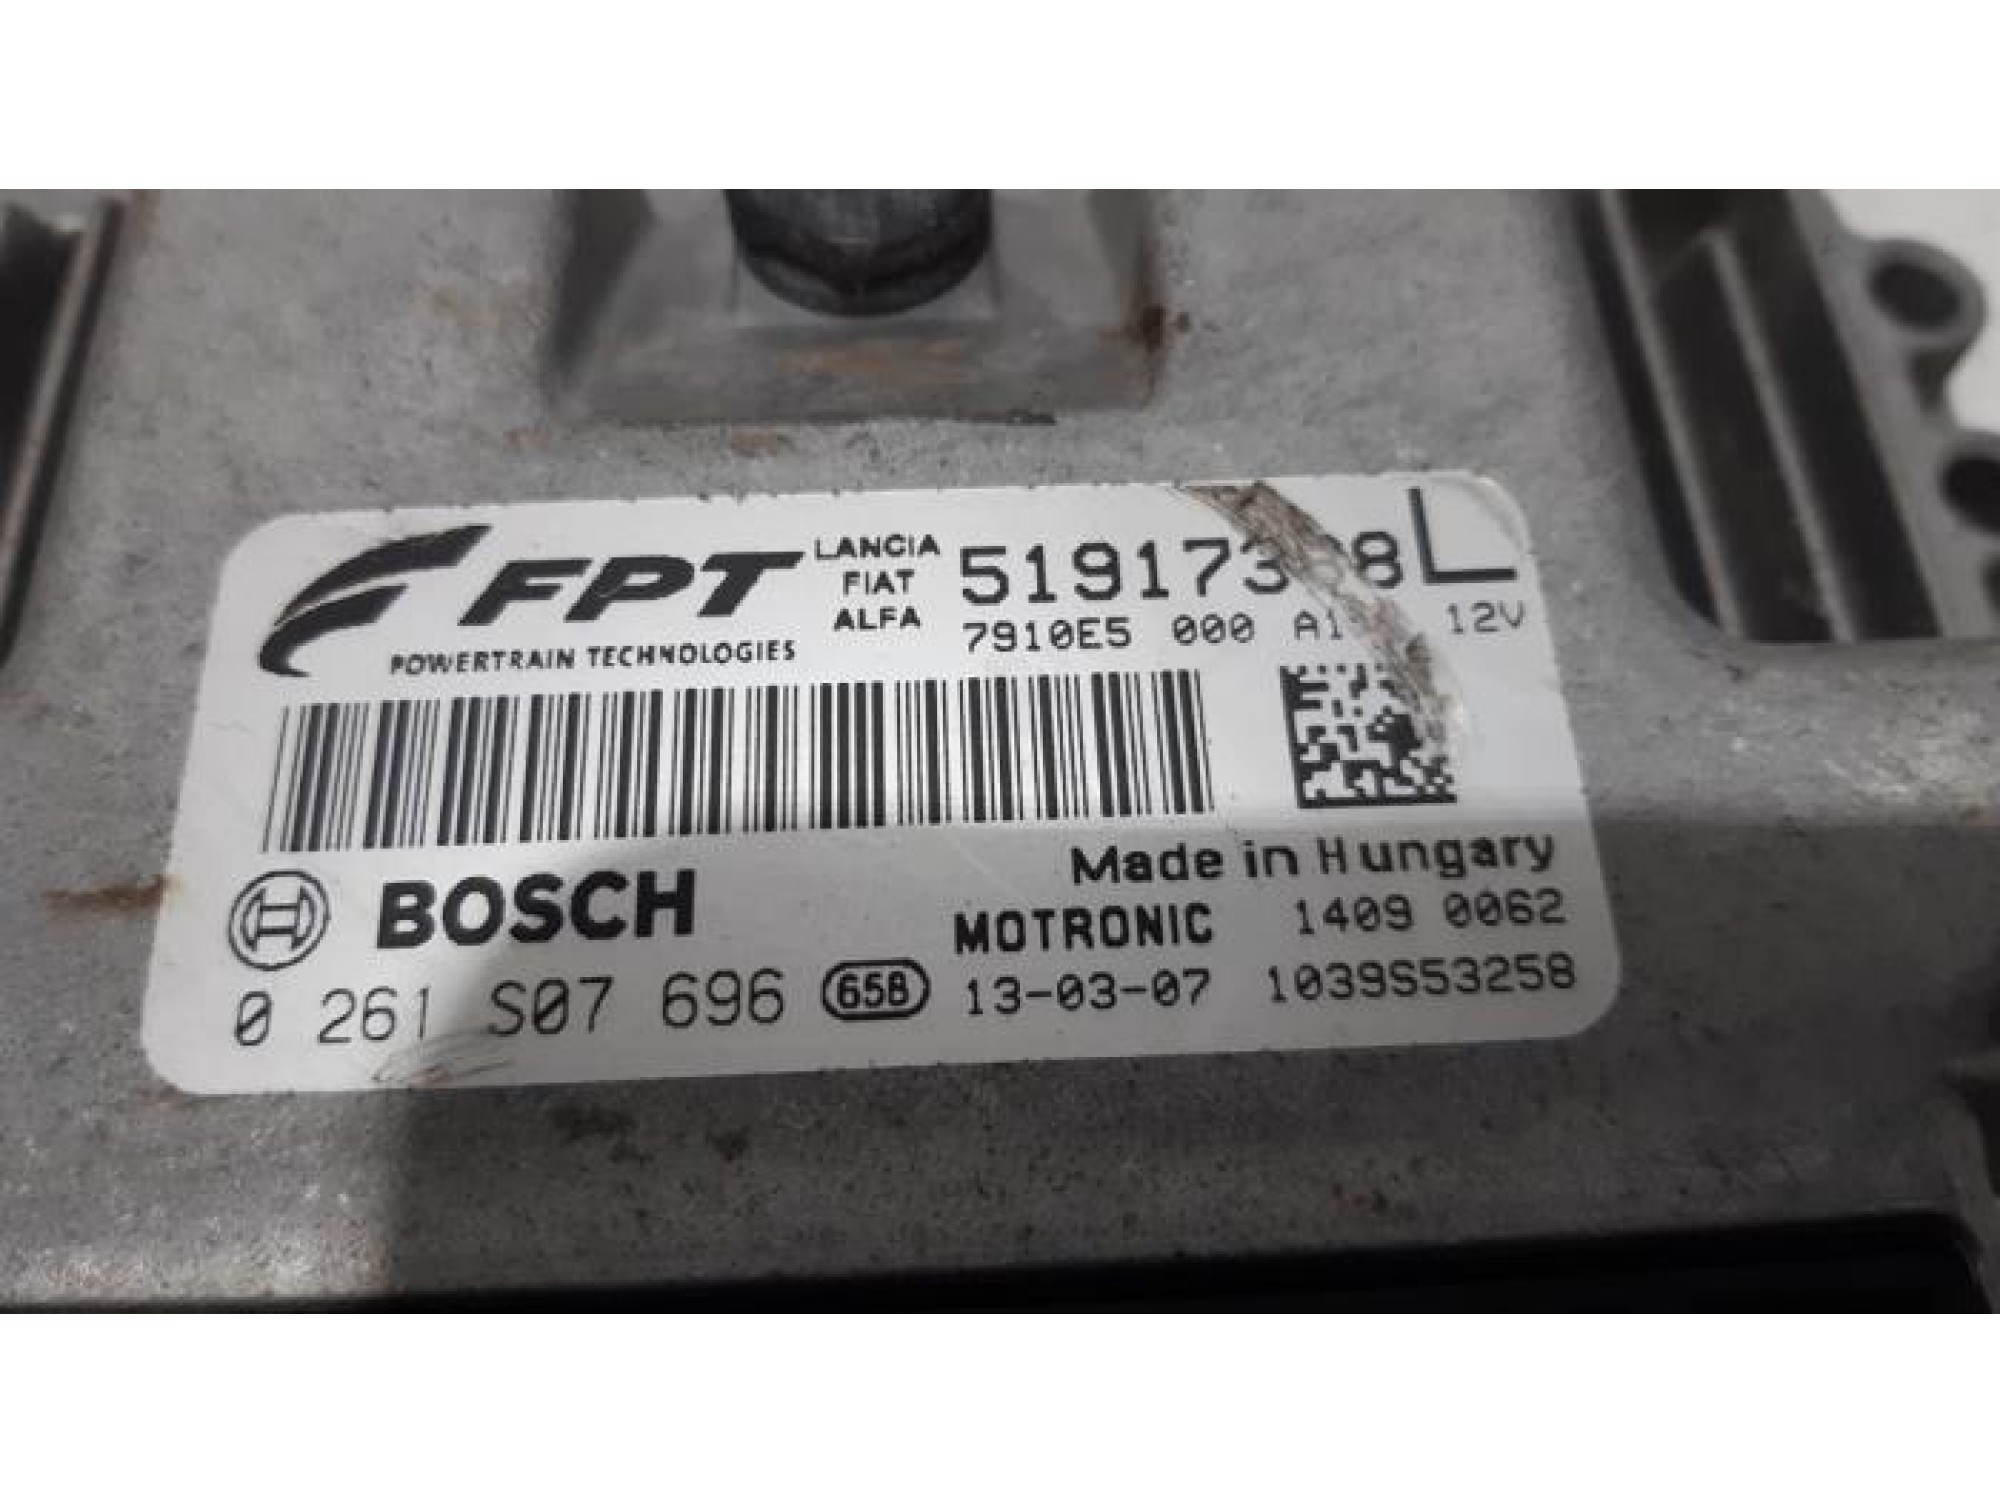 FPT
POWERTRAIN TECHNOLOGIES
LANCIA
FIAT
ALFA
L
7910E5 000 12V
BOSCH
Made in Hungary
MOTRONIC 1409 0062
0 261 S07 696 65B 13-03-07 1039S53258